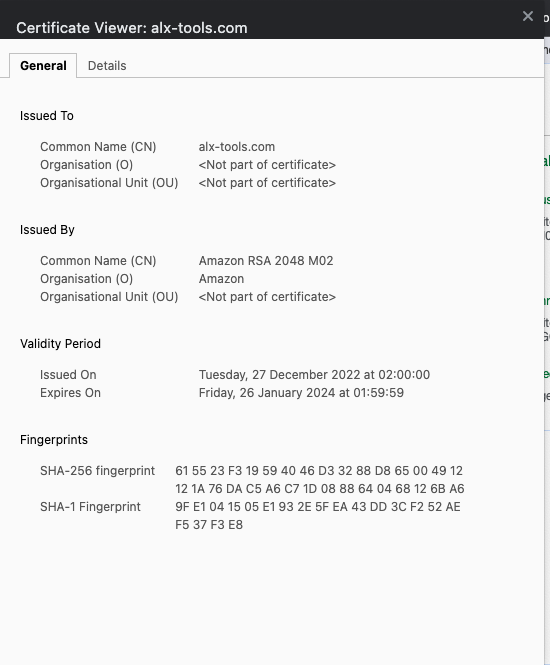 Certificate Viewer: alx-tools.com
General Details
Issued To
Common Name (CN) alx-tools.com
Organisation (O) <Not part of certificate>
Organisational Unit (OU) <Not part of certificate>
Issued By
Common Name (CN) Amazon RSA 2048 M02
Organisation (O) Amazon
Organisational Unit (OU) <Not part of certificate>
Validity Period
Issued On Tuesday, 27 December 2022 at 02:00:00
Expires On Friday, 26 January 2024 at 01:59:59
Fingerprints
SHA-256 fingerprint 61 55 23 F3 19 59 40 46 D3 32 88 D8 65 00 49 12
12 1A 76 DA C5 A6 C7 1D 08 88 64 04 68 12 6B A6
SHA-1 Fingerprint 9F E1 04 15 05 E1 93 2E 5F EA 43 DD 3C F2 52 AE
F5 37 F3 E8